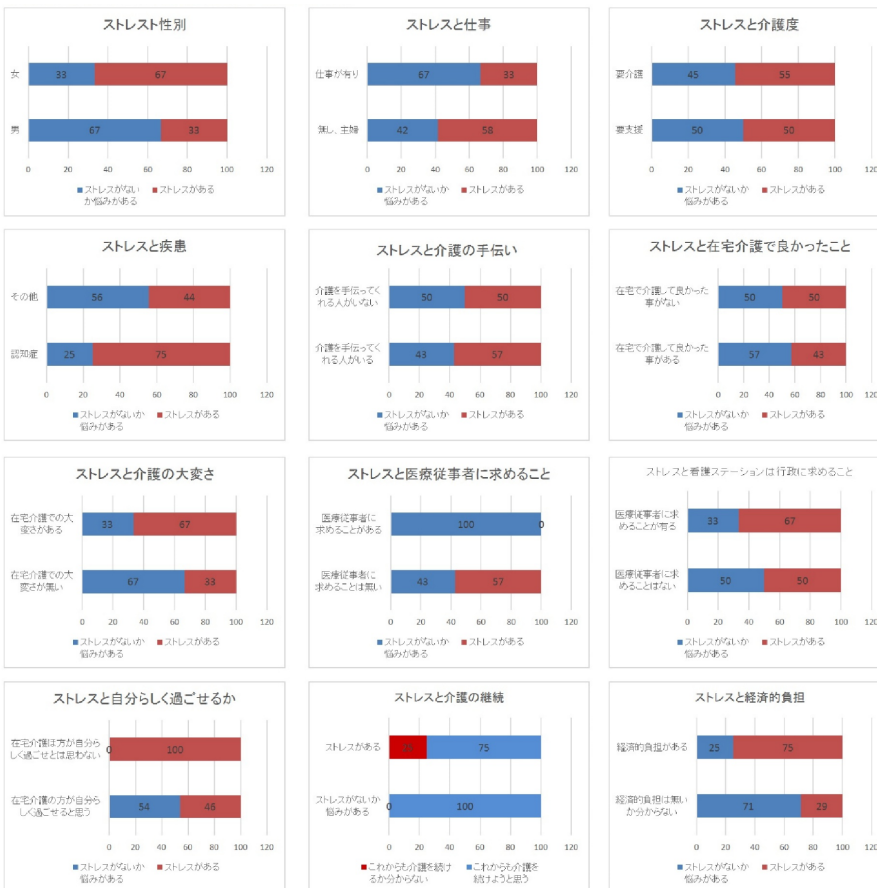 ストレスト性別
女
33
67
男
67
33
0 20 40 60 80 100 120
■ストレスがない
か悩みがある
■ストレスがある
ストレスと仕事
仕事が有り
67
33
無し、主婦
42
58
0 20 40 60 80 100 120
■ストレスがないか
悩みがある
■ストレスがある
ストレスと介護度
要介護
45
55
要支援
50
50
0 20 40 60 80 100 120
■ストレスがないか
悩みがある
■ストレスがある
ストレスと疾患
その他
56
44
認知症
25
75
0 20 40 60 80 100 120
■ストレスがないか
悩みがある
■ストレスがある
ストレスと介護の手伝い
介護を手伝ってく
れる人がいない
50
50
介護を手伝ってく
れる人がいる
43
57
0 20 40 60 80 100 120
■ストレスがないか
悩みがある
■ストレスがある
ストレスと在宅介護で良かったこと
在宅で介護して良かった
事がない
50
50
在宅で介護して良かった
事がある
57
43
0 20 40 60 80 100 120
■ストレスがないか
悩みがある
■ストレスがある
ストレスと介護の大変さ
在宅介護での大
変さがある
33
67
在宅介護での大
変さが無い
67
33
0 20 40 60 80 100 120
■ストレスがないか
悩みがある
■ストレスがある
ストレスと医療従事者に求めること
医療従事者に
求めることがある
100
0
医療従事者に
求めることは無い
43
57
0 20 40 60 80 100 120
■ストレスがないか
悩みがある
■ストレスがある
ストレスと看護ステーションは行政に求めること
医療従事者に求
めることが有る
33
67
医療従事者に求
めることはない
50
50
0 20 40 60 80 100 120
■ストレスがないか
悩みがある
■ストレスがある
ストレスと自分らしく過ごせるか
在宅介護ほ方が自分ら
しく過ごせとは思わない
0
100
在宅介護の方が自分ら
しく過ごせると思う
54
46
0 20 40 60 80 100 120
■ストレスがないか
悩みがある
■ストレスがある
ストレスと介護の継続
ストレスがある
75
ストレスがないか
悩みがある
0
100
0 20 40 60 80 100 120
■これからも介護を続け
るか分からない
■これからも介護を
続けようと思う
ストレスと経済的負担
経済的負担がある
25
75
経済的負担は無い
か分からない
71
29
0 20 40 60 80 100 120
■ストレスがないか
悩みがある
■ストレスがある